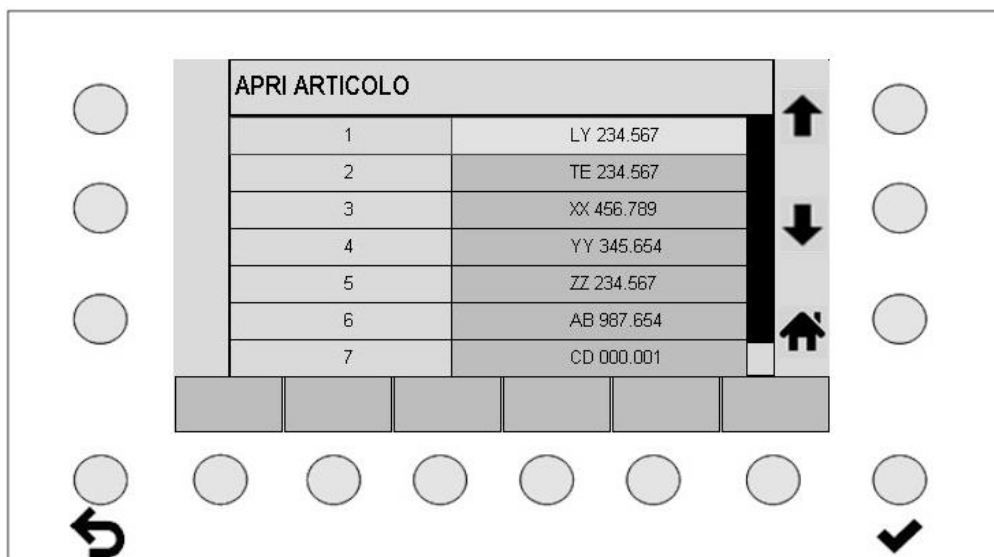 APRI ARTICOLO
1 LY 234.567
2 TE 234.567
3 XX 456.789
4 YY 345.654
5 ZZ 234.567
6 AB 987.654
7 CD 000.001